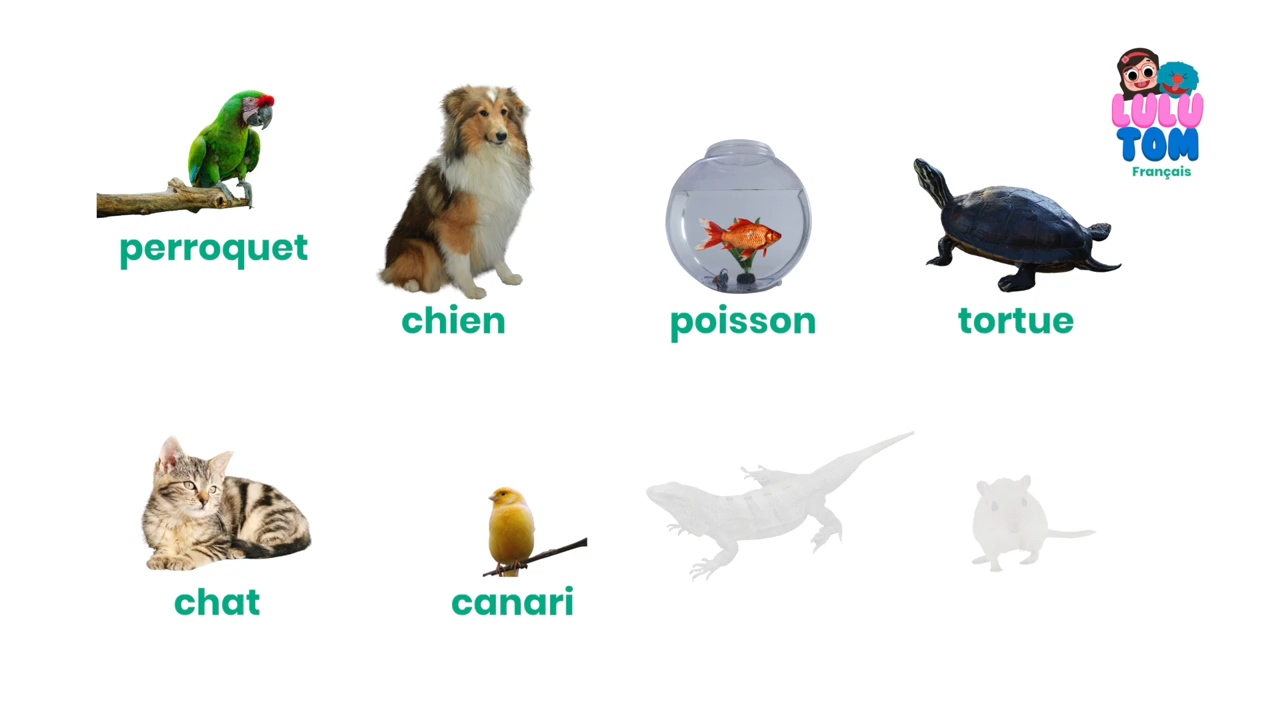 LULU
TOM
Français
perroquet
chien
poisson
tortue
chat
canari